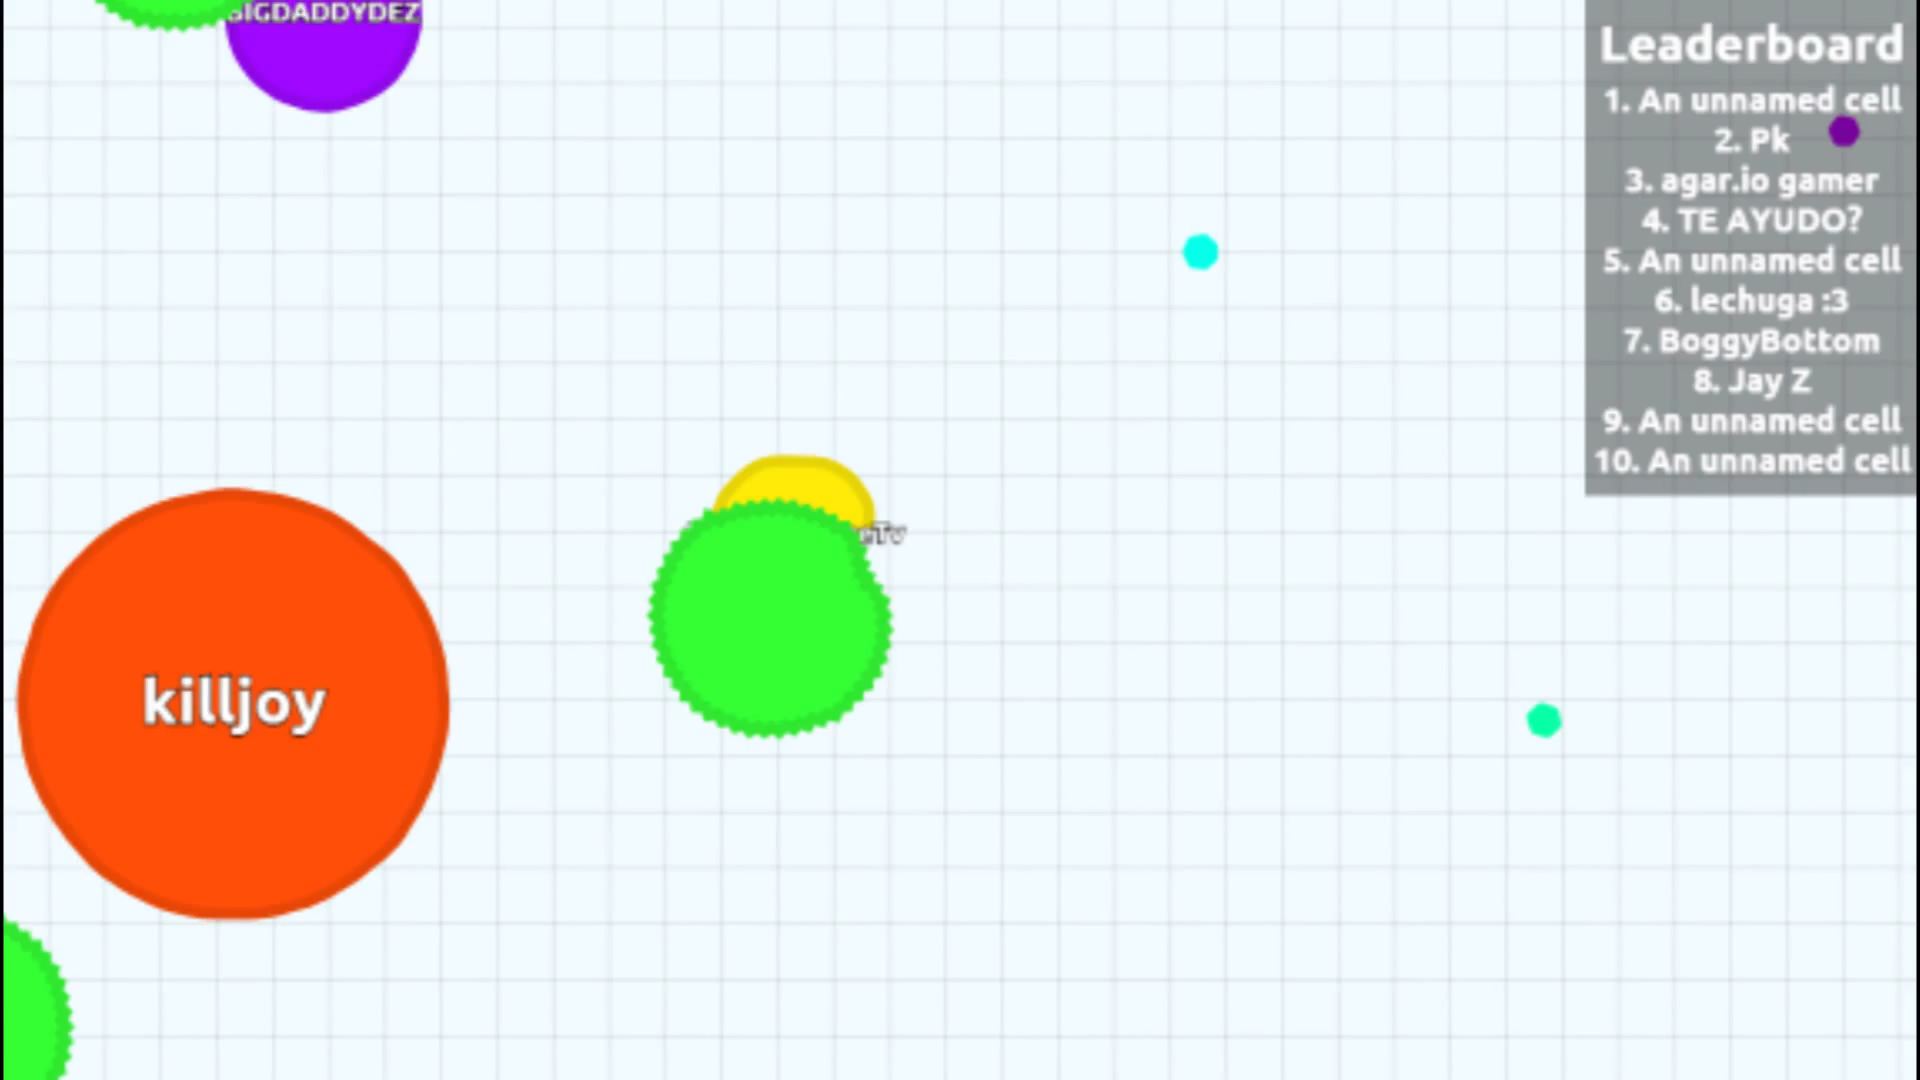 BIGDADDYDEZ
Leaderboard
1. An unnamed cell
2. Pk
3. agar.io gamer
4. TE AYUDO?
5. An unnamed cell
6. lechuga :3
7. BoggyBottom
8. Jay Z
9. An unnamed cell
10. An unnamed cell
killjoy